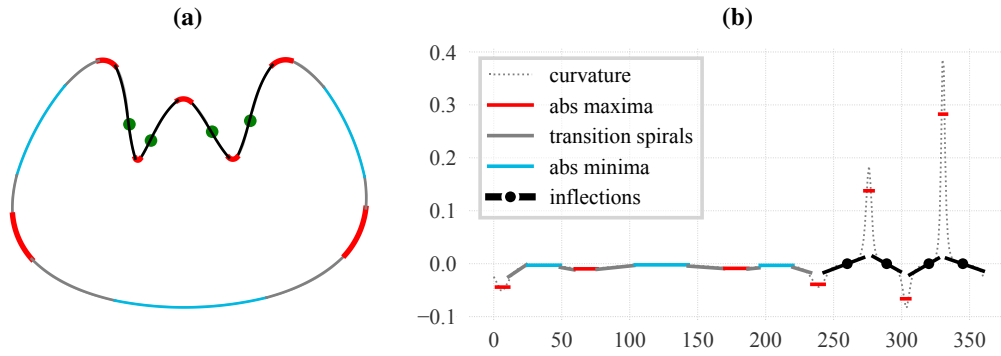 (a)
(b)
0.4
0.3
0.2
0.1
0.0
−0.1
curvature
abs maxima
transition spirals
abs minima
inflections
0 50 100 150 200 250 300 350